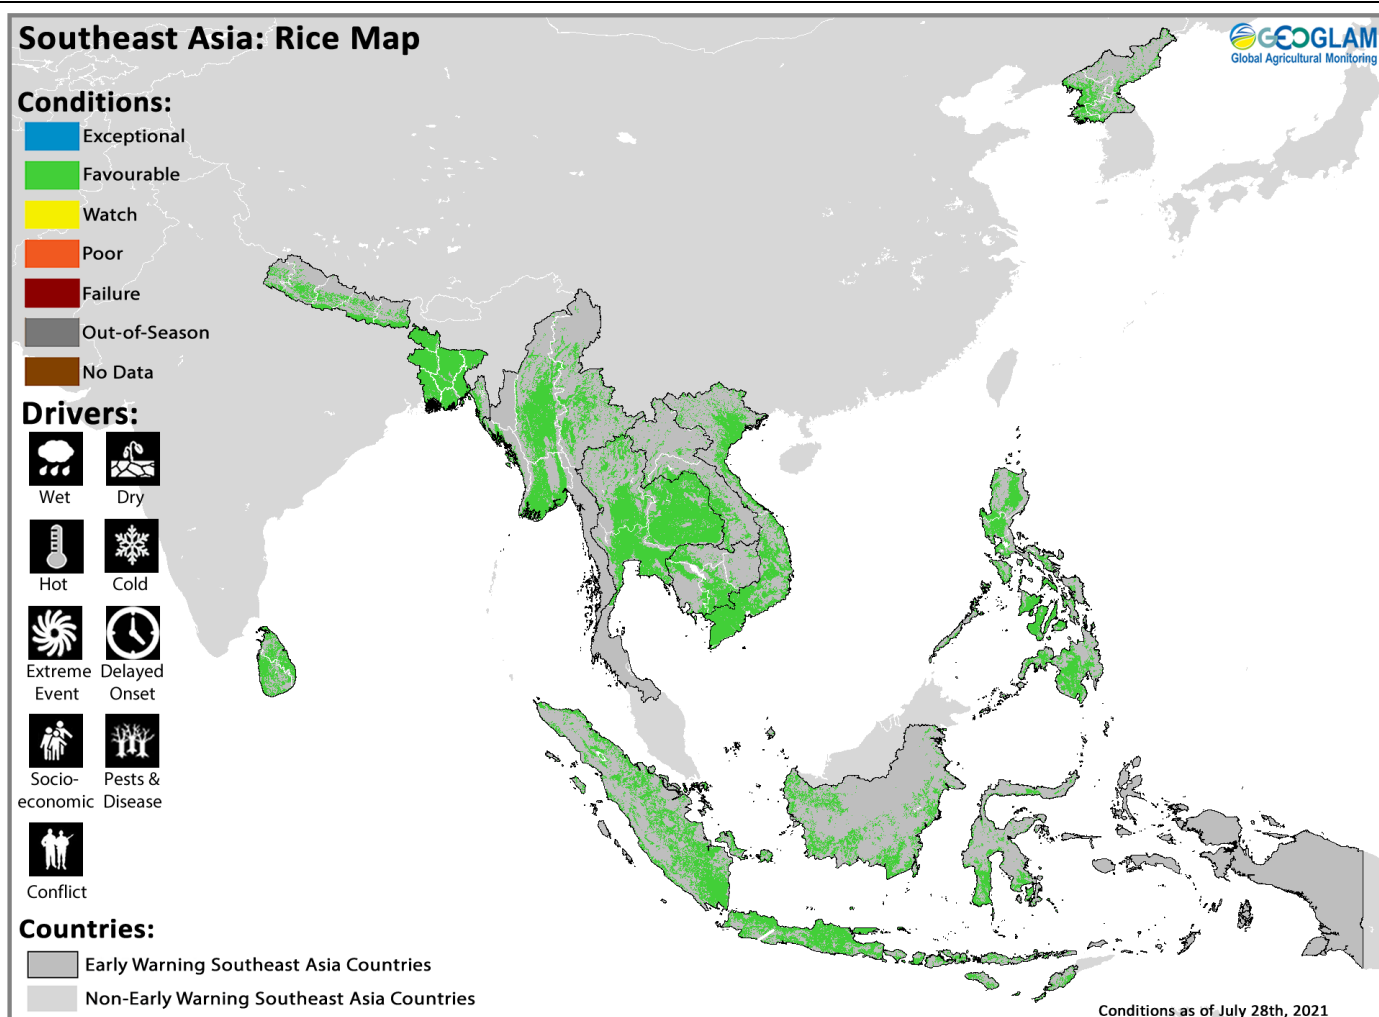 Southeast Asia: Rice Map
GEOGLAM
Global Agricultural Monitoring
Conditions:
Exceptional
Favourable
Watch
Poor
Failure
Out-of-Season
No Data
Drivers:
Wet
Dry
Hot
Cold
Extreme
Event
Delayed
Onset
Socio-
economic
Pests &
Disease
Conflict
Countries:
Early Warning Southeast Asia Countries
Non-Early Warning Southeast Asia Countries
Conditions as of July 28th, 2021